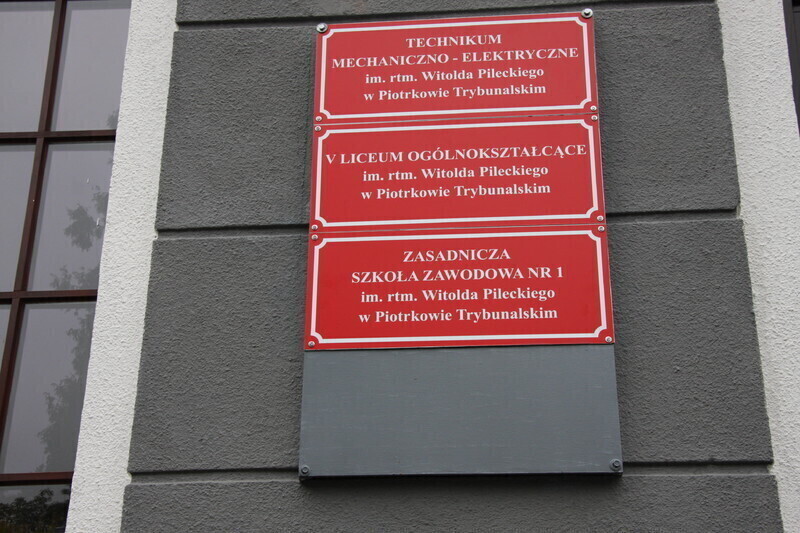 TECHNIKUM
MECHANICZNO - ELEKTRYCZNE
im. rtm. Witolda Pileckiego
w Piotrkowie Trybunalskim
V LICEUM OGÓLNOKSZTAŁCĄCE
im. rtm. Witolda Pileckiego
w Piotrkowie Trybunalskim
ZASADNICZA
SZKOŁA ZAWODOWA NR 1
im. rtm. Witolda Pileckiego
w Piotrkowie Trybunalskim